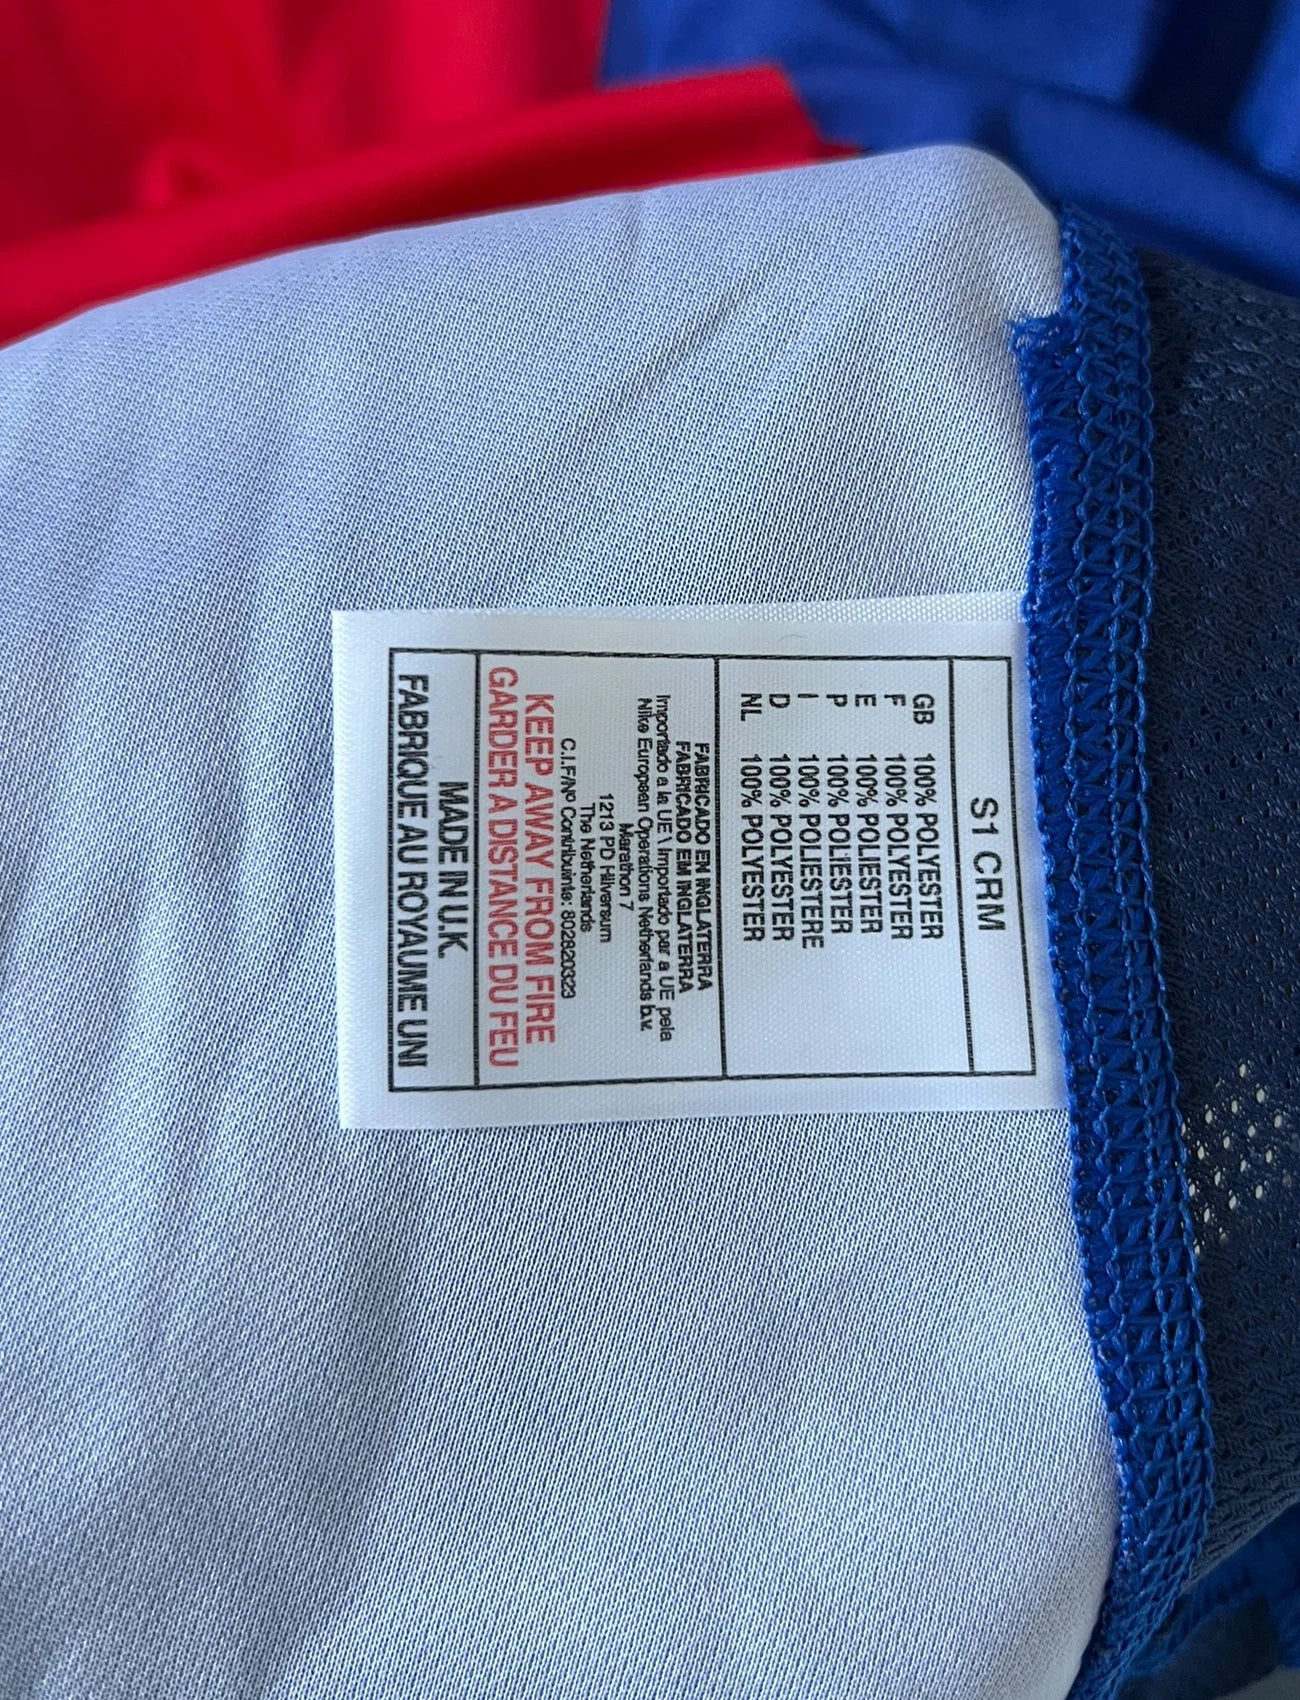 S1 CRM
GB 100% POLYESTER
F 100% POLYESTER
E 100% POLIESTER
P 100% POLIESTER
I 100% POLIESTERE
D 100% POLYESTER
NL 100% POLYESTER
FABRICADO EN INGLATERRA
FABRICADO EM INGLATERRA
Importado a la UE \ Importado par a UE pela
Nike European Operations Netherlands b.v.
Marathon 7
1213 PD Hilversum
The Netherlands
C.I.F/Nº Contribuinte: 802820323
KEEP AWAY FROM FIRE
GARDER A DISTANCE DU FEU
MADE IN U.K.
FABRIQUE AU ROYAUME UNI